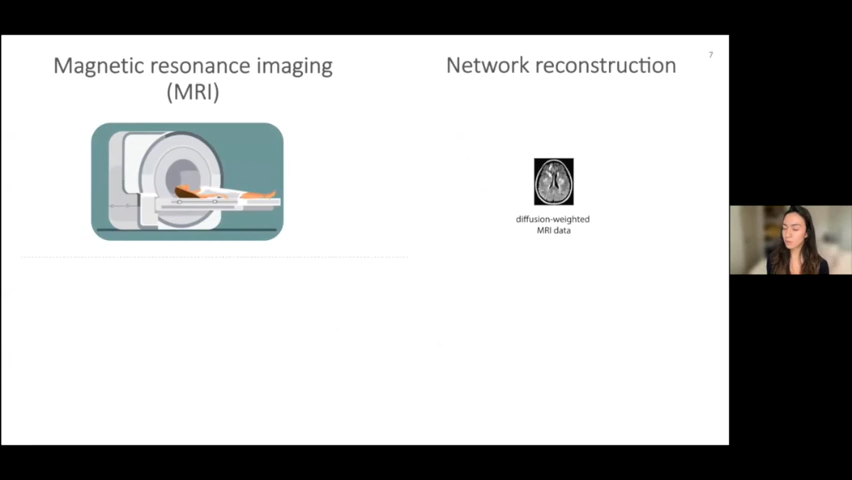 Magnetic resonance imaging
(MRI)
Network reconstruction
7
diffusion-weighted
MRI data